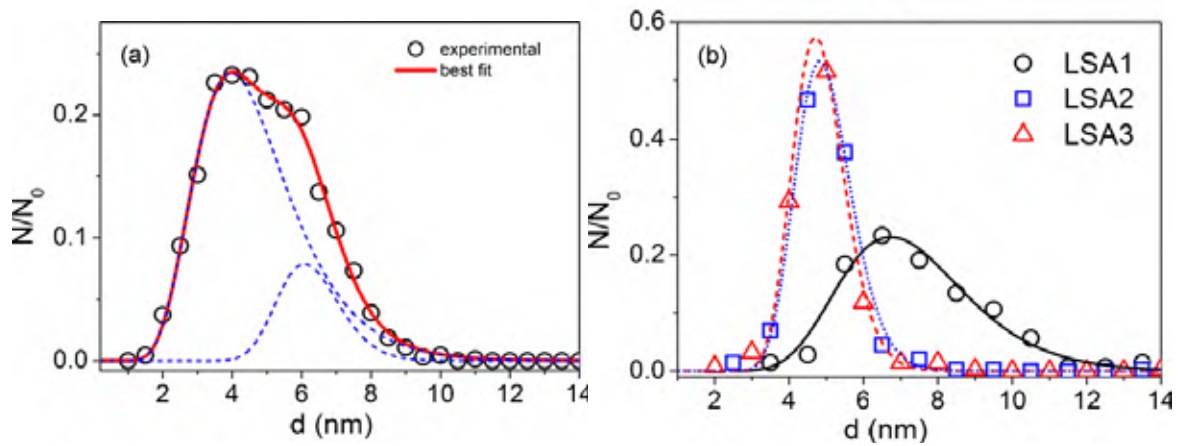 (a)
experimental
best fit
0.2
0.1
0.0
N/N₀
2 4 6 8 10 12 14
d (nm)
(b)
LSA1
LSA2
LSA3
0.6
0.4
0.2
0.0
N/N₀
2 4 6 8 10 12 14
d (nm)